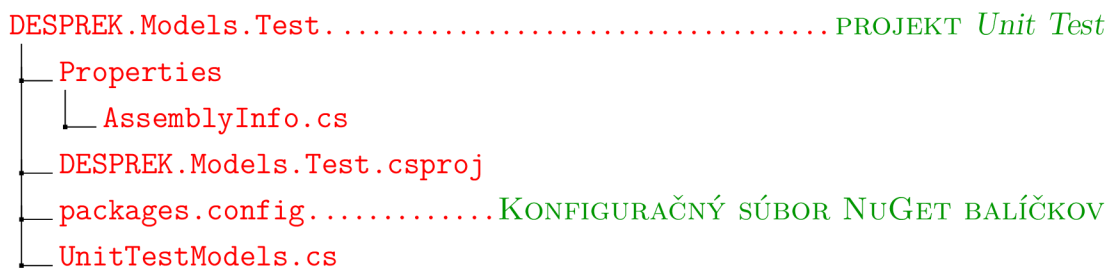 DESPREK.Models.Test. . . . . . . . . . . . . . . . . . . . . . . . . . . . . . . . . . PROJEKT Unit Test
Properties
AssemblyInfo.cs
DESPREK.Models.Test.csproj
packages.config. . . . . . . . . . . . . KONFIGURAČNÝ SÚBOR NUGET BALÍČKOV
UnitTestModels.cs